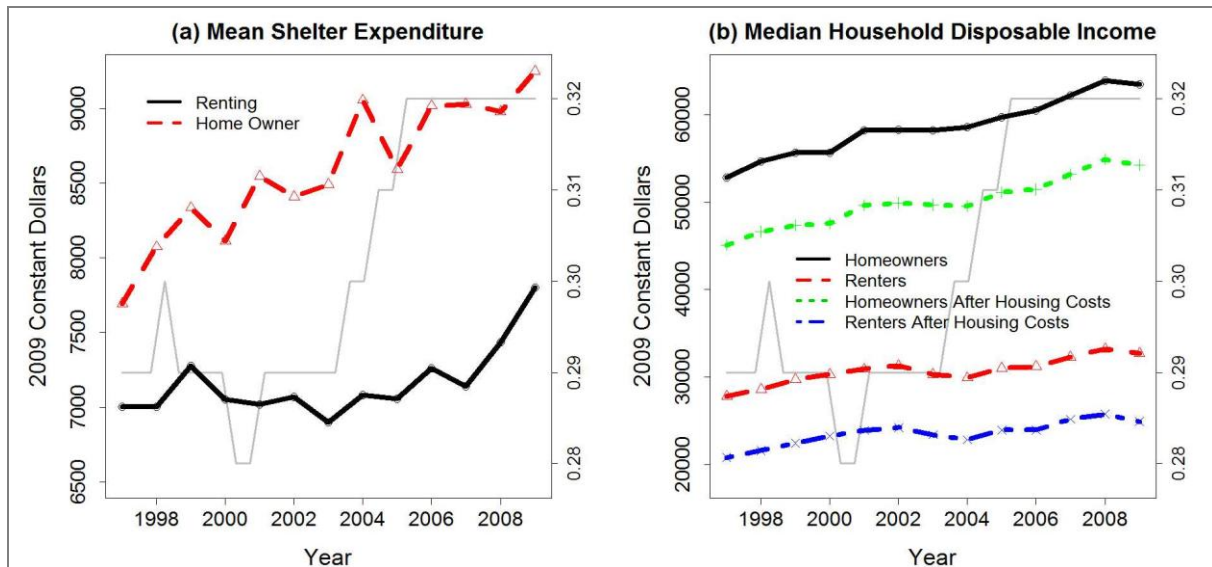 (a) Mean Shelter Expenditure
2009 Constant Dollars
9000
8500
8000
7500
7000
6500
Renting
Home Owner
0.32
0.31
0.30
0.29
0.28
1998 2000 2002 2004 2006 2008
Year
(b) Median Household Disposable Income
2009 Constant Dollars
60000
50000
40000
30000
20000
Homeowners
Renters
Homeowners After Housing Costs
Renters After Housing Costs
0.32
0.31
0.30
0.29
0.28
1998 2000 2002 2004 2006 2008
Year